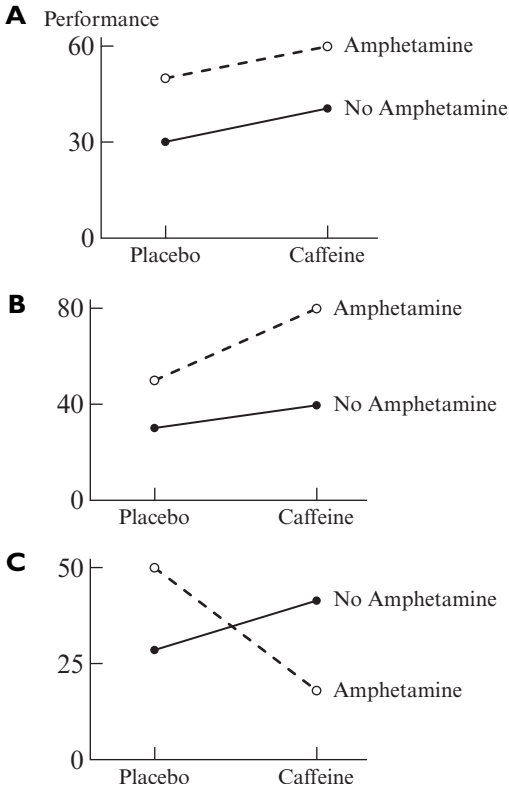 A Performance
60
Amphetamine
No Amphetamine
30
0
Placebo Caffeine
B
80
Amphetamine
40
No Amphetamine
0
Placebo Caffeine
C
50
No Amphetamine
25
Amphetamine
0
Placebo Caffeine